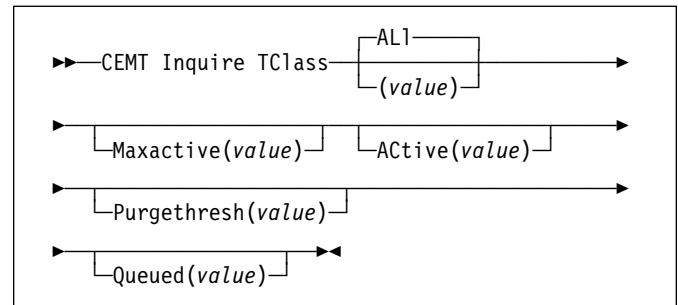 ALl
CEMT Inquire TClass
(value)
Maxactive(value) ACtive(value)
Purgethresh(value)
Queued(value)